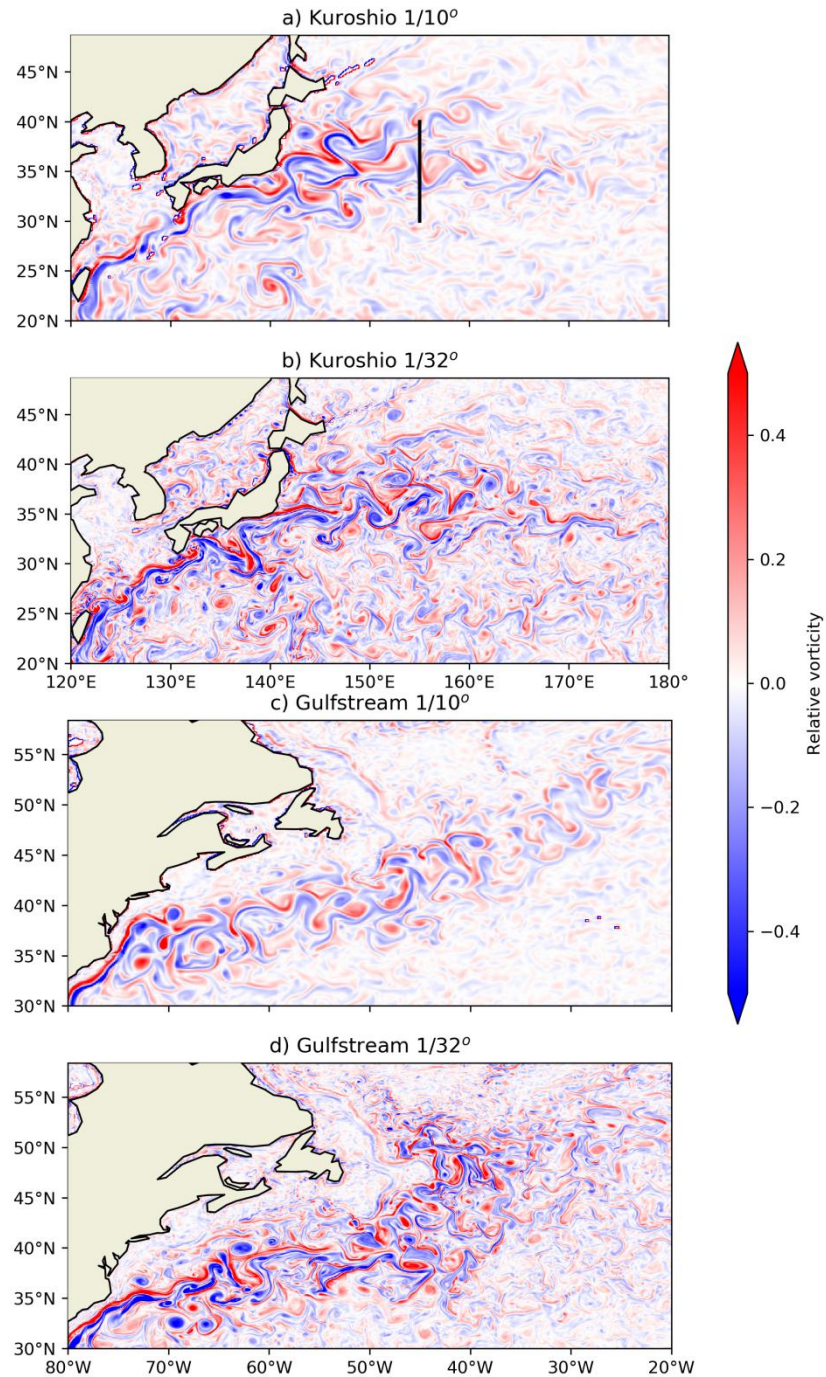 a) Kuroshio 1/10°
45°N
40°N
35°N
30°N
25°N
20°N
b) Kuroshio 1/32°
45°N
40°N
35°N
30°N
25°N
20°N
120°E 130°E 140°E 150°E 160°E 170°E 180°
c) Gulfstream 1/10°
55°N
50°N
45°N
40°N
35°N
30°N
d) Gulfstream 1/32°
55°N
50°N
45°N
40°N
35°N
30°N
80°W 70°W 60°W 50°W 40°W 30°W 20°W
0.4
0.2
0.0
−0.2
−0.4
Relative vorticity